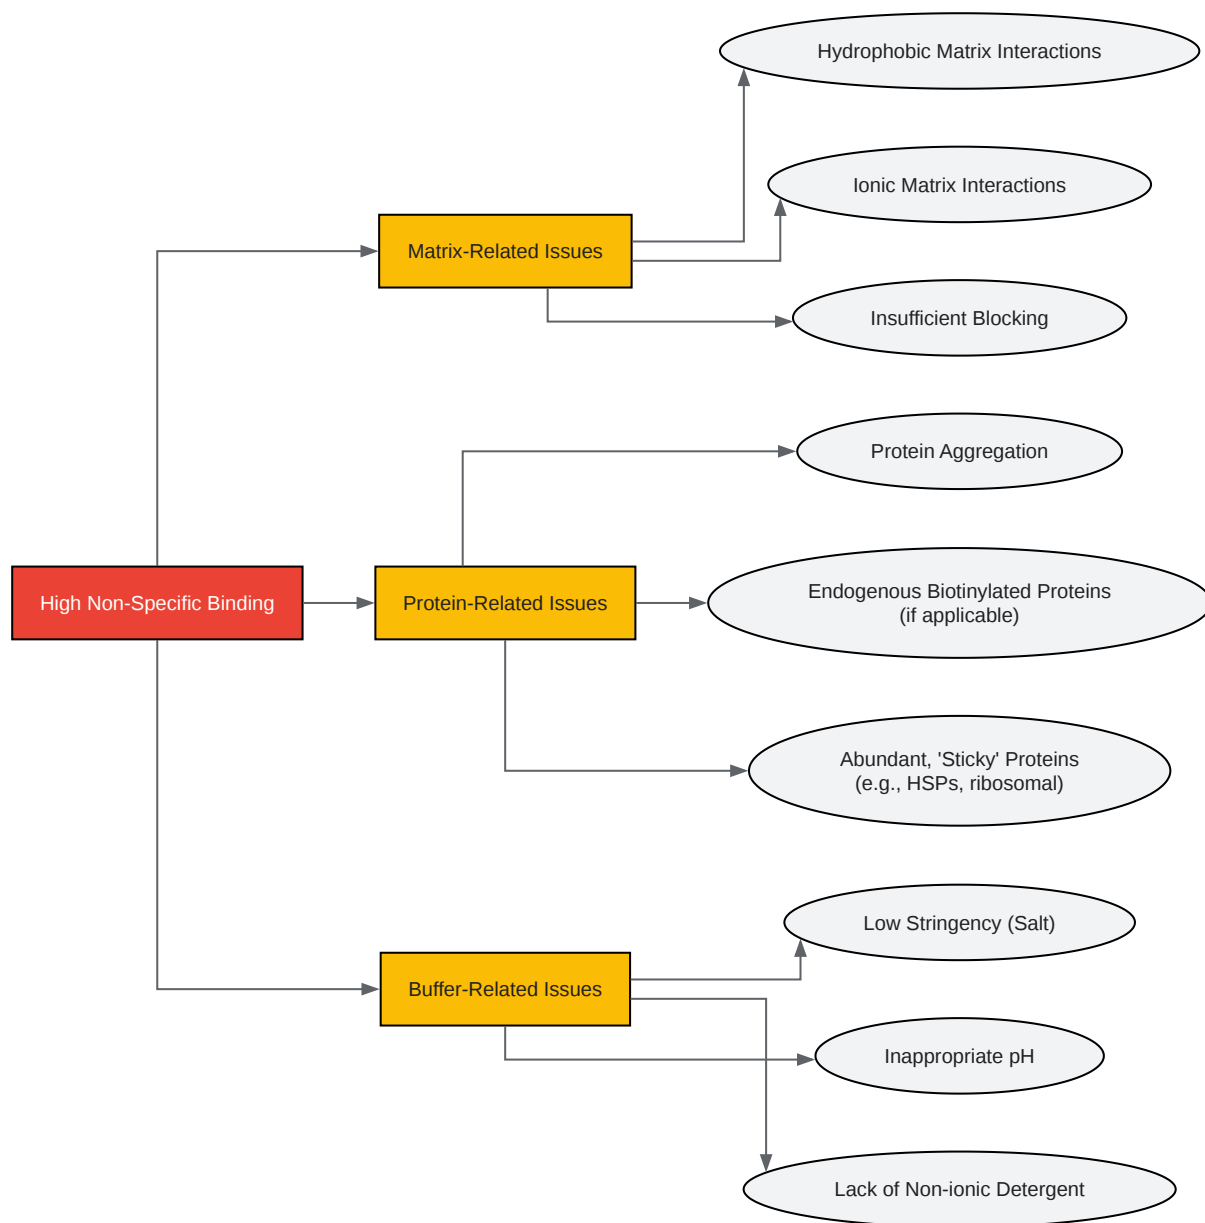 Hydrophobic Matrix Interactions
Ionic Matrix Interactions
Matrix-Related Issues
Insufficient Blocking
Protein Aggregation
High Non-Specific Binding
Protein-Related Issues
Endogenous Biotinylated Proteins
(if applicable)
Abundant, 'Sticky' Proteins
(e.g., HSPs, ribosomal)
Low Stringency (Salt)
Buffer-Related Issues
Inappropriate pH
Lack of Non-ionic Detergent